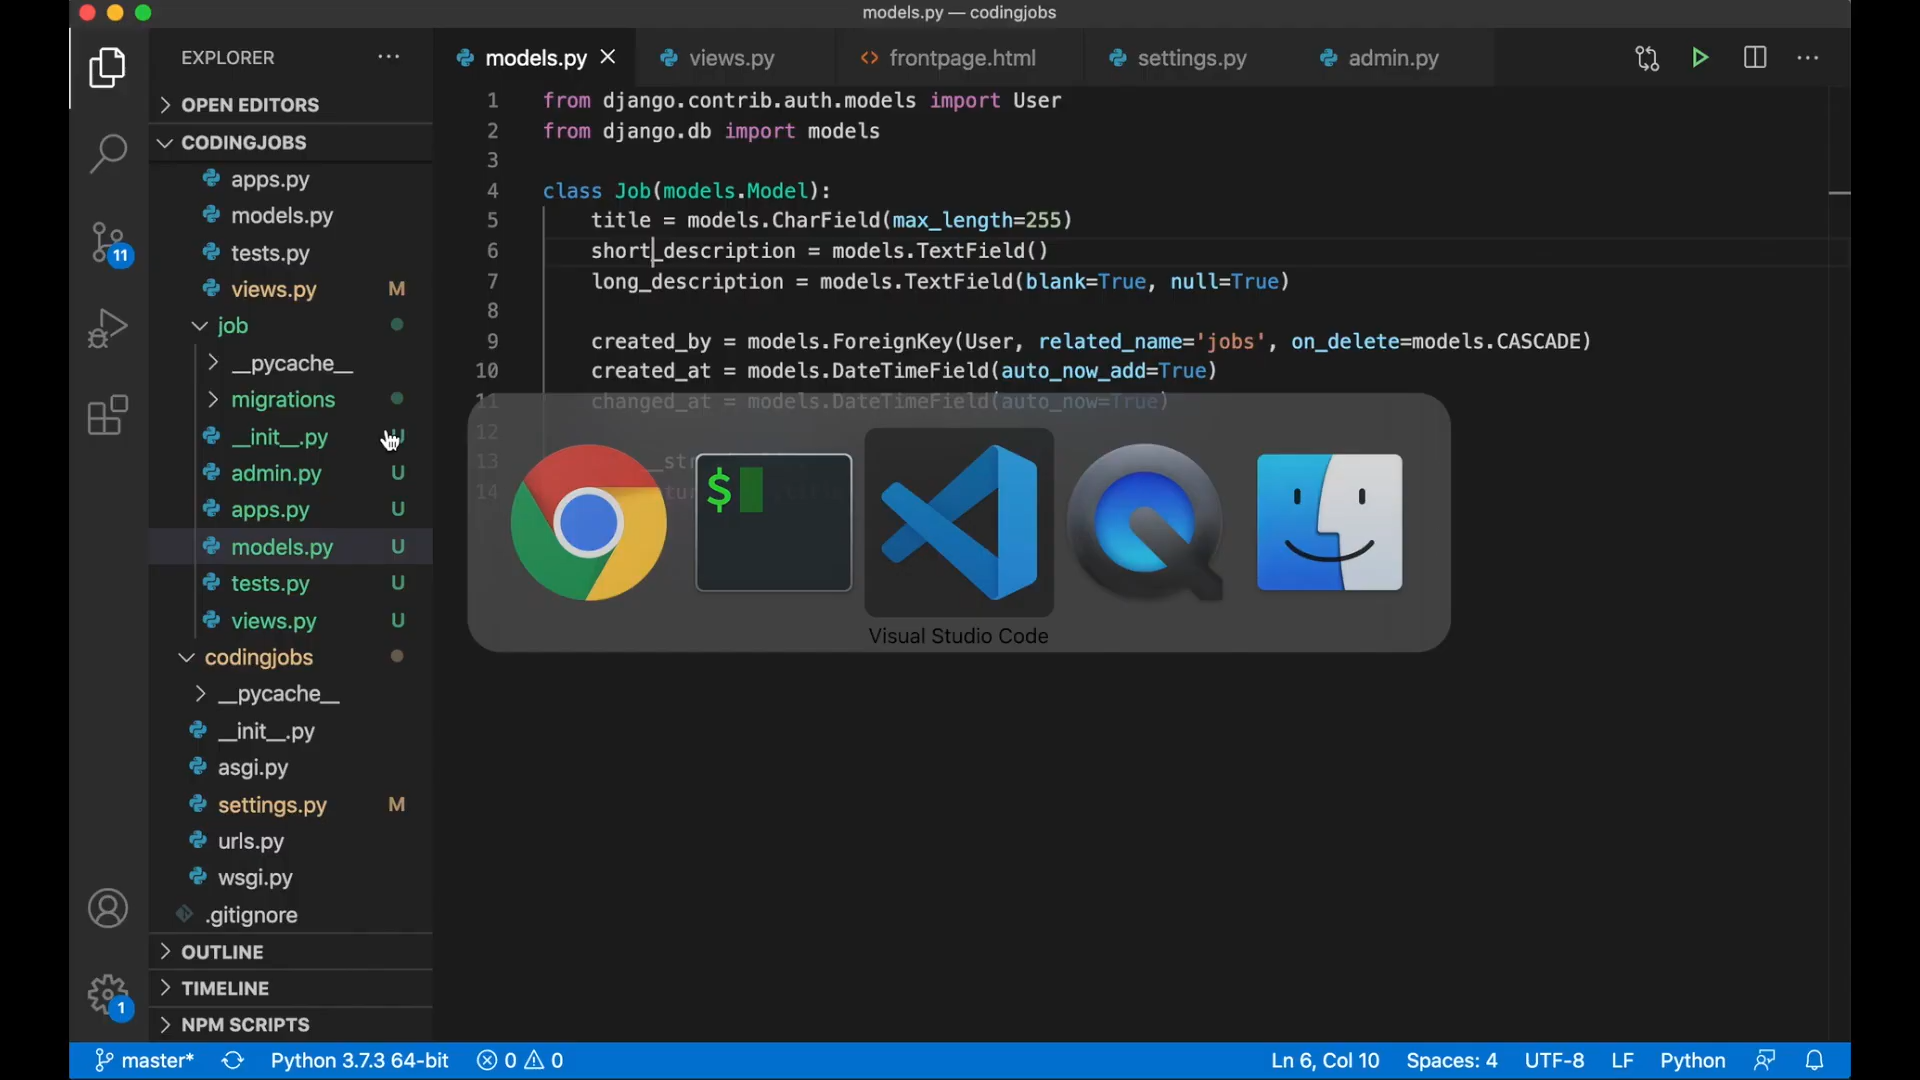 models.py — codingjobs
EXPLORER
models.py
views.py
<> frontpage.html
settings.py
admin.py
OPEN EDITORS
CODINGJOBS
apps.py
models.py
tests.py
views.py M
job
__pycache__
migrations
__init__.py U
admin.py U
apps.py U
models.py U
tests.py U
views.py U
codingjobs
__pycache__
__init__.py
asgi.py
settings.py M
urls.py
wsgi.py
.gitignore
OUTLINE
TIMELINE
NPM SCRIPTS
11
1
1 from django.contrib.auth.models import User
2 from django.db import models
3
4 class Job(models.Model):
5 title = models.CharField(max_length=255)
6 short_description = models.TextField()
7 long_description = models.TextField(blank=True, null=True)
8
9 created_by = models.ForeignKey(User, related_name='jobs', on_delete=models.CASCADE)
10 created_at = models.DateTimeField(auto_now_add=True)
11 changed_at = models.DateTimeField(auto_now=True)
12
13
14
$
Visual Studio Code
master* Python 3.7.3 64-bit 0 0 Ln 6, Col 10 Spaces: 4 UTF-8 LF Python